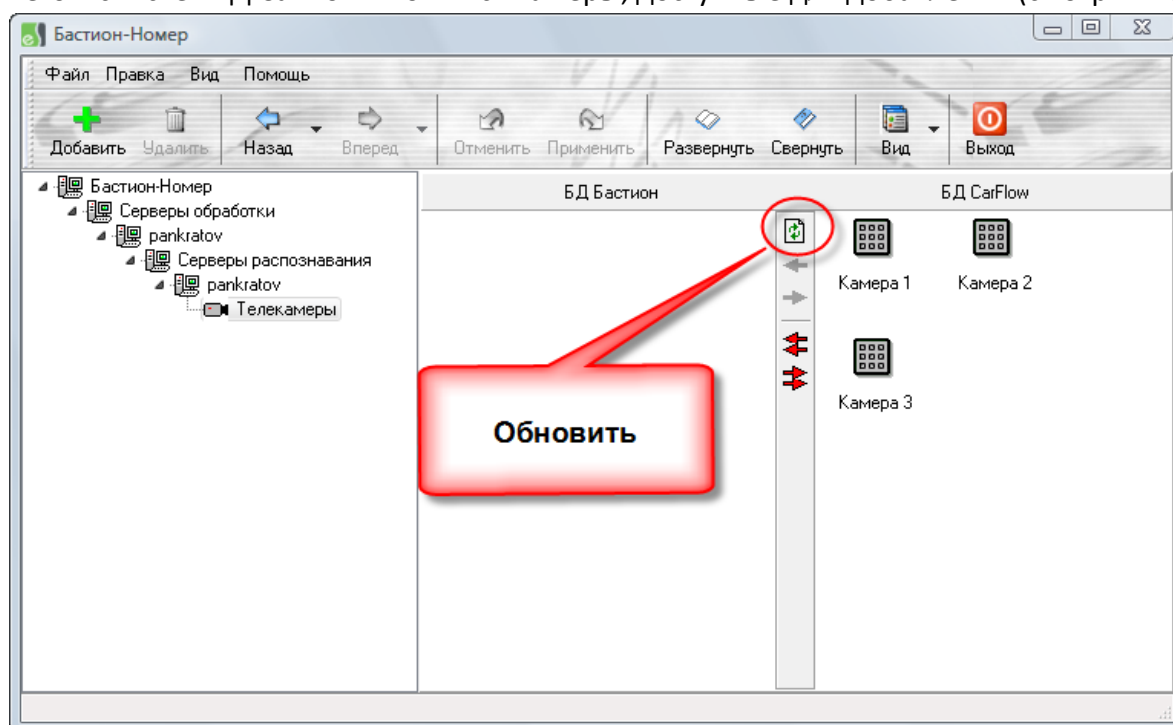 Бастион-Номер
Файл Правка Вид Помощь
Добавить Удалить Назад Вперед Отменить Применить Развернуть Свернуть Вид Выход
Бастион-Номер
Серверы обработки
pankratov
Серверы распознавания
pankratov
Телекамеры
БД Бастион БД CarFlow
Камера 1 Камера 2
Камера 3
Обновить